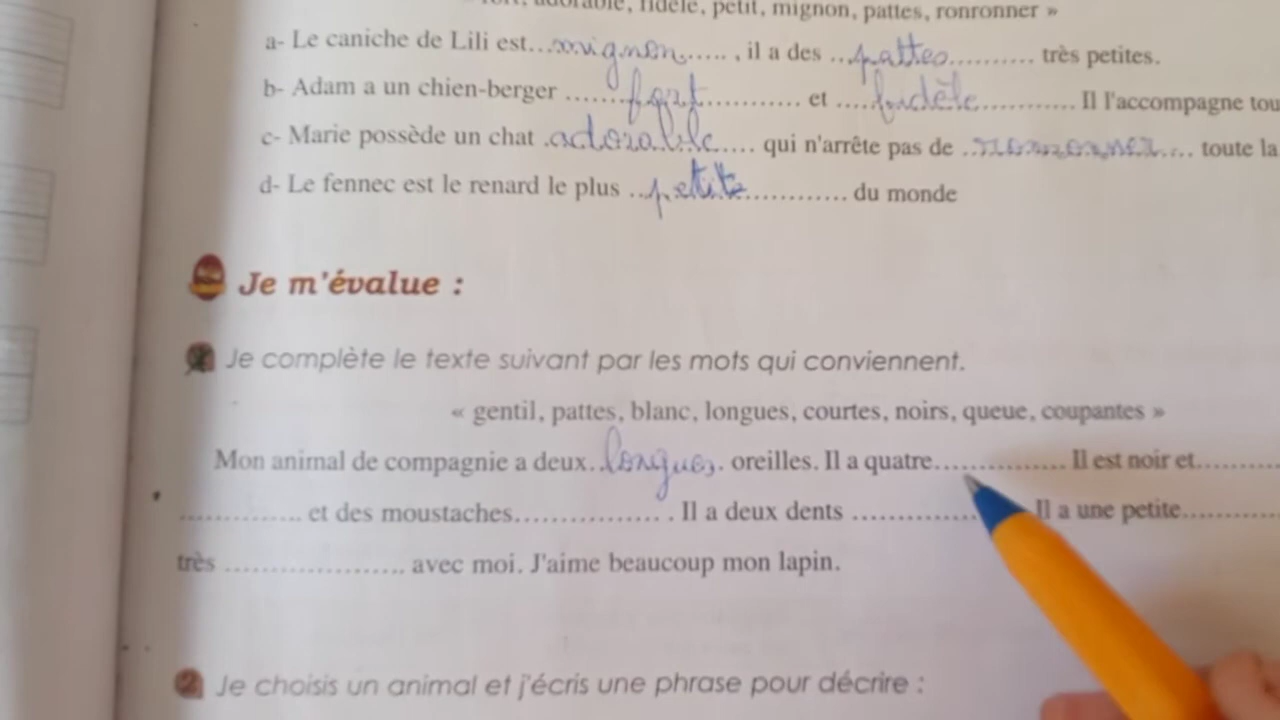 fort, adorable, fidèle, petit, mignon, pattes, ronronner »
a- Le caniche de Lili est...mignon......, il a des ...pattes.......... très petites.
b- Adam a un chien-berger .......fort............. et .....fidèle............. Il l'accompagne tou
c- Marie possède un chat .adorable..... qui n'arrête pas de ..ronronner.... toute la
d- Le fennec est le renard le plus ...petit............... du monde
Je m'évalue :
Je complète le texte suivant par les mots qui conviennent.
« gentil, pattes, blanc, longues, courtes, noirs, queue, coupantes »
Mon animal de compagnie a deux..longues.. oreilles. Il a quatre.................. Il est noir et...........
................ et des moustaches.................. . Il a deux dents ................ Il a une petite.............
très ....................... avec moi. J'aime beaucoup mon lapin.
2 Je choisis un animal et j'écris une phrase pour décrire :